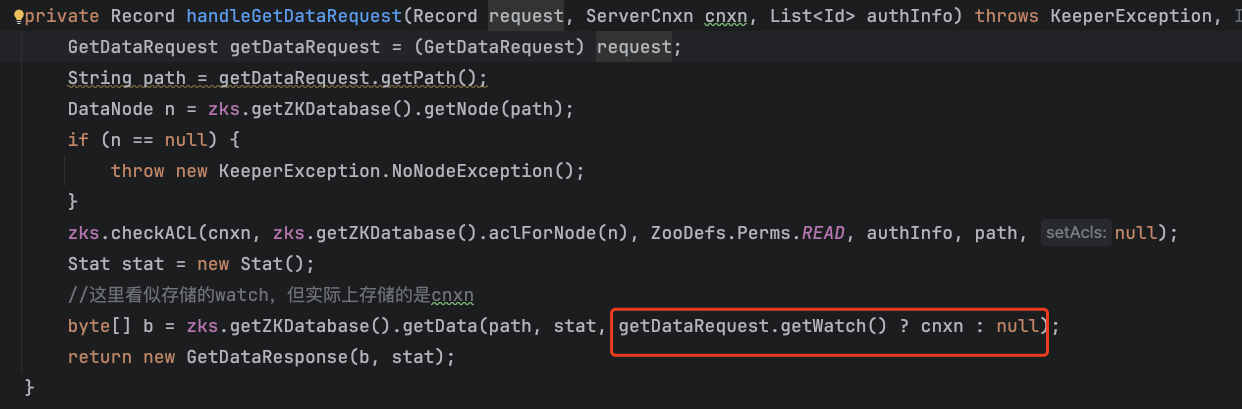 private Record handleGetDataRequest(Record request, ServerCnxn cnxn, List<Id> authInfo) throws KeeperException, I
GetDataRequest getDataRequest = (GetDataRequest) request;
String path = getDataRequest.getPath();
DataNode n = zks.getZKDatabase().getNode(path);
if (n == null) {
throw new KeeperException.NoNodeException();
}
zks.checkACL(cnxn, zks.getZKDatabase().aclForNode(n), ZooDefs.Perms.READ, authInfo, path, setAcls: null);
Stat stat = new Stat();
//这里看似存储的watch，但实际上存储的是cnxn
byte[] b = zks.getZKDatabase().getData(path, stat, getDataRequest.getWatch() ? cnxn : null);
return new GetDataResponse(b, stat);
}